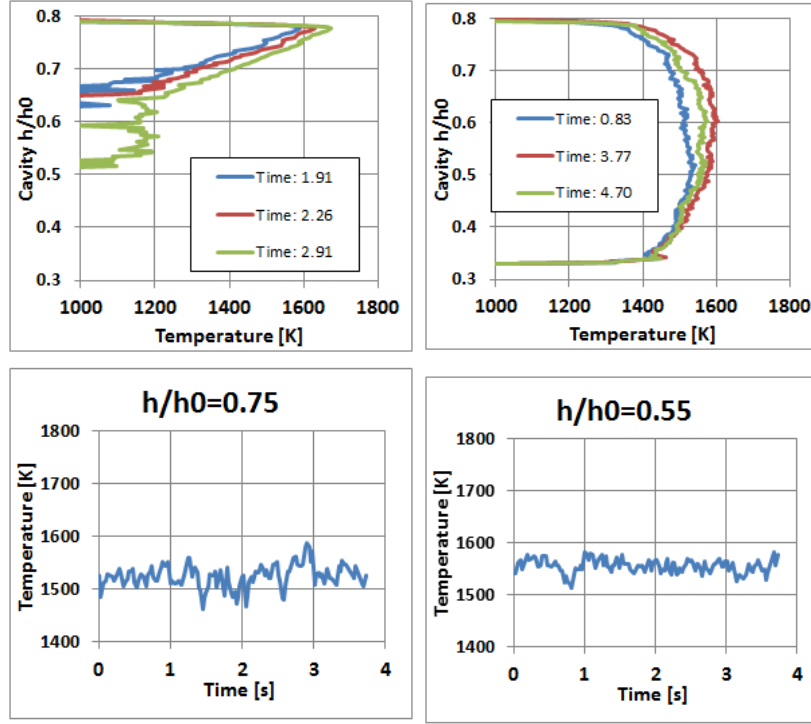 Cavity h/h0
0.8
0.7
0.6
0.5
0.4
0.3
Time: 1.91
Time: 2.26
Time: 2.91
1000 1200 1400 1600 1800
Temperature [K]
Cavity h/h0
0.8
0.7
0.6
0.5
0.4
0.3
Time: 0.83
Time: 3.77
Time: 4.70
1000 1200 1400 1600 1800
Temperature [K]
h/h0=0.75
Temperature [K]
1800
1700
1600
1500
1400
0 1 2 3 4
Time [s]
h/h0=0.55
Temperature [K]
1800
1700
1600
1500
1400
0 1 2 3 4
Time [s]